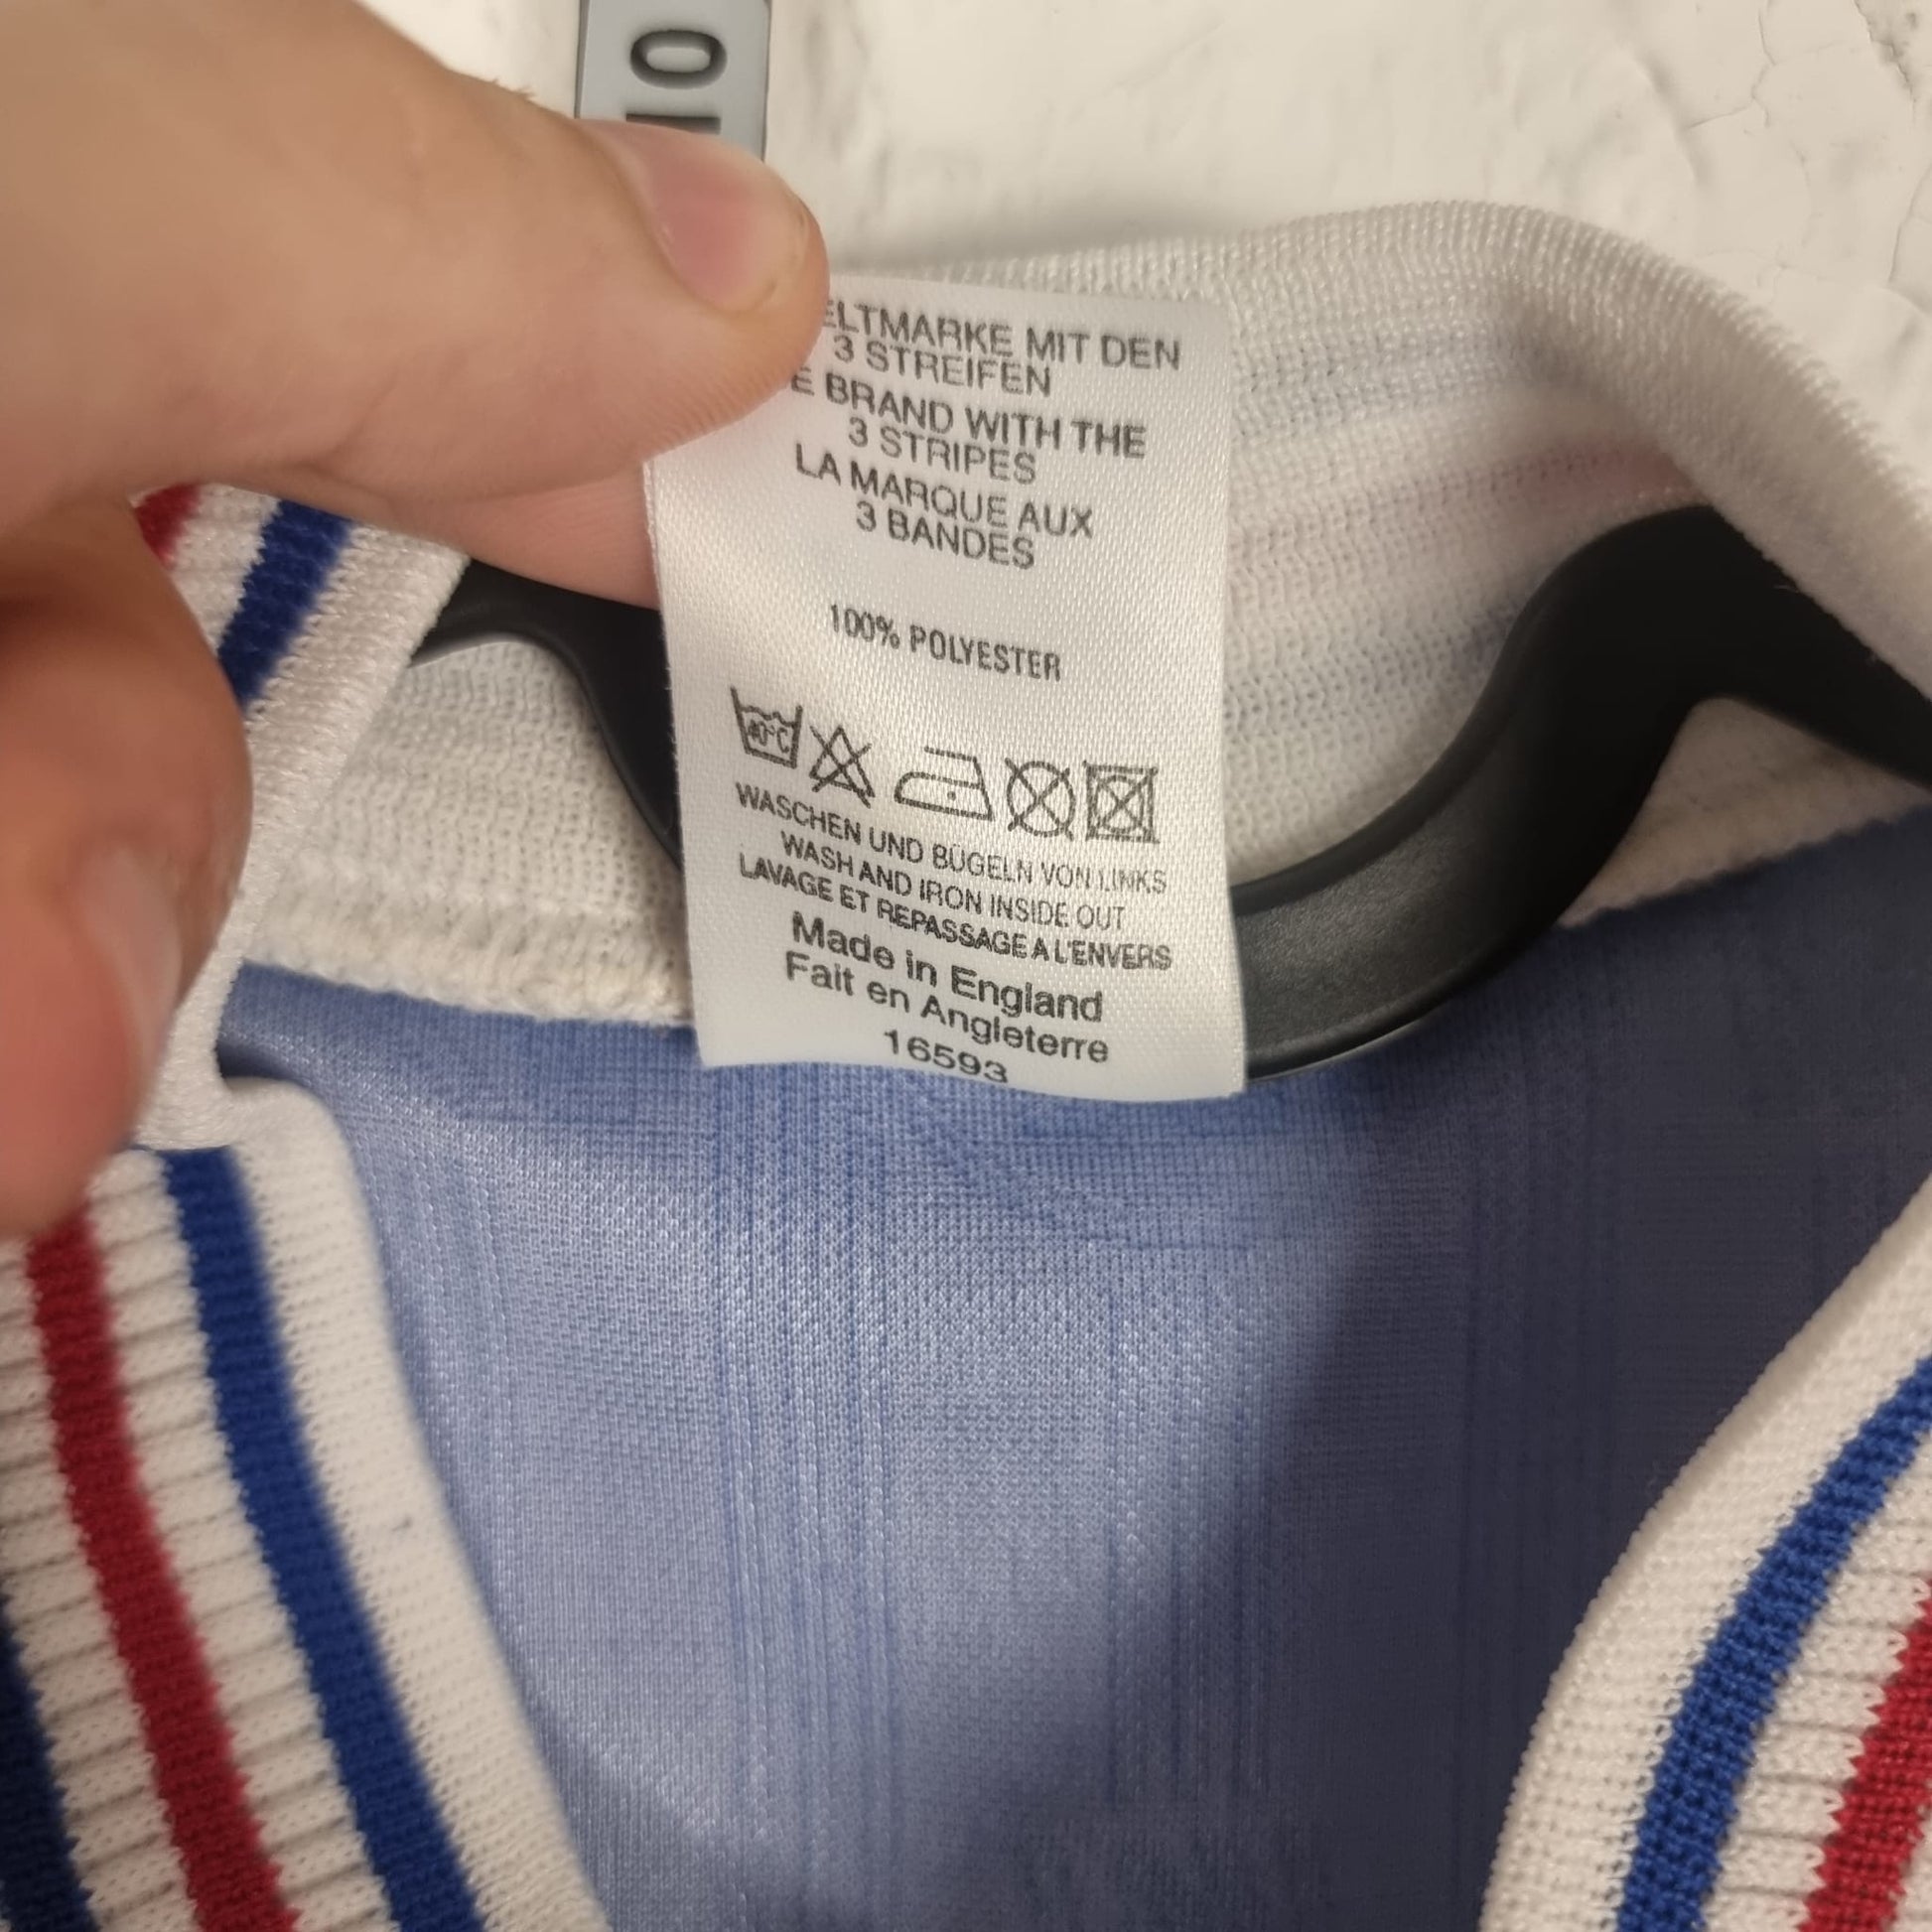 0
ELTMARKE MIT DEN
3 STREIFEN
E BRAND WITH THE
3 STRIPES
LA MARQUE AUX
3 BANDES
100% POLYESTER
40°C
WASCHEN UND BÜGELN VON LINKS
WASH AND IRON INSIDE OUT
LAVAGE ET REPASSAGE A L'ENVERS
Made in England
Fait en Angleterre
16593